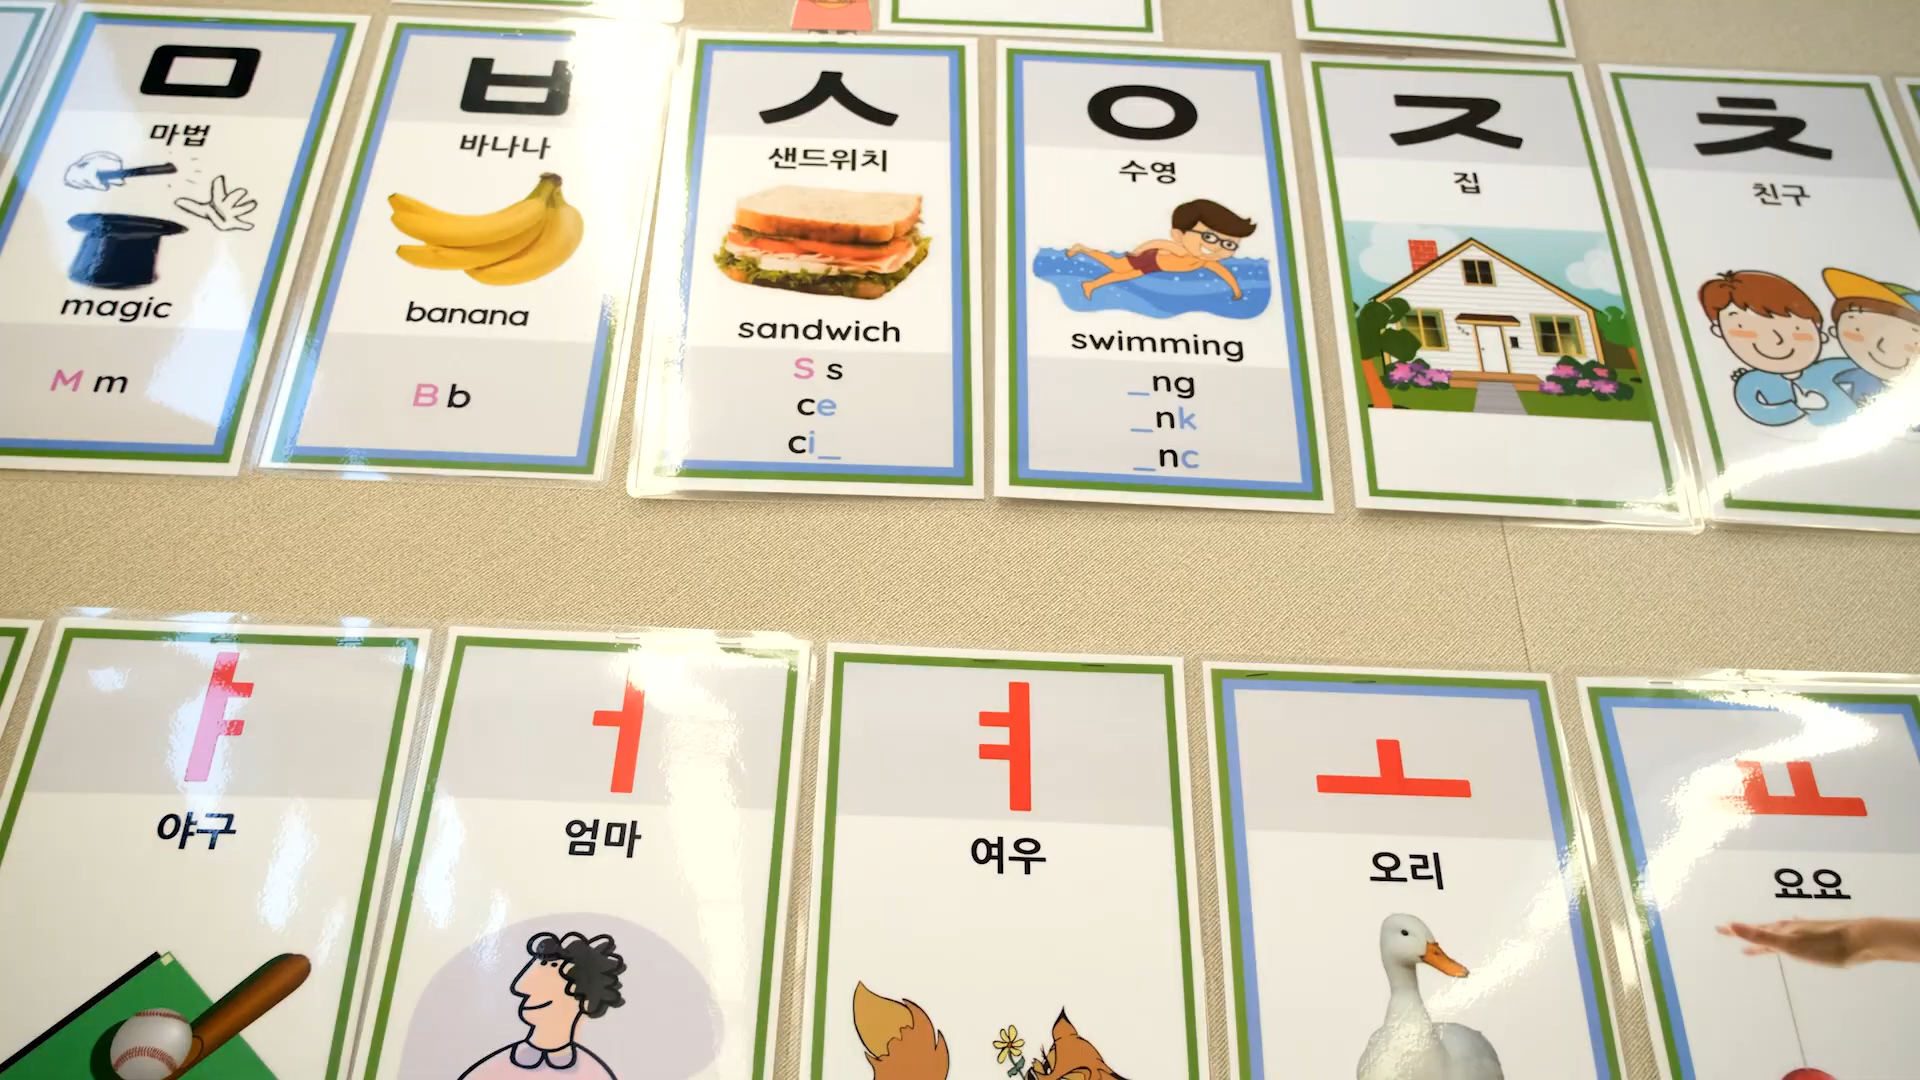 ㅁ
마법
magic
M m
ㅂ
바나나
banana
B b
ㅅ
샌드위치
sandwich
S s
ce
ci_
ㅇ
수영
swimming
_ng
_nk
_nc
ㅈ
집
ㅊ
친구
ㅑ
야구
ㅓ
엄마
ㅕ
여우
ㅗ
오리
ㅛ
요요